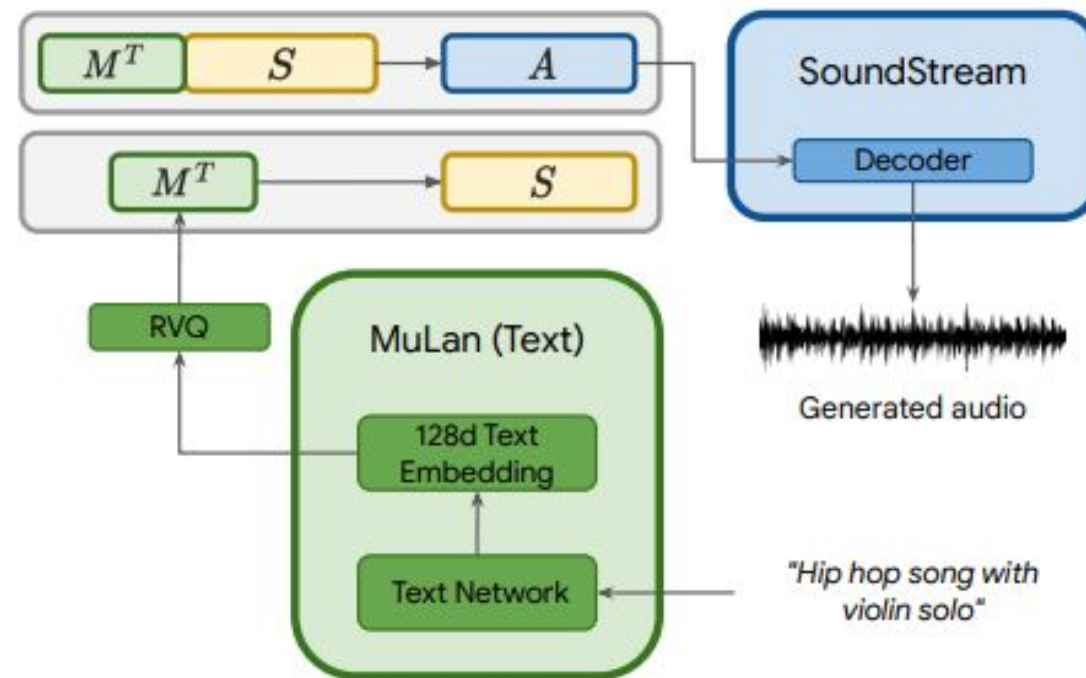 M^T S A
SoundStream
Decoder
M^T S
RVQ
MuLan (Text)
128d Text
Embedding
Text Network
Generated audio
"Hip hop song with
violin solo"